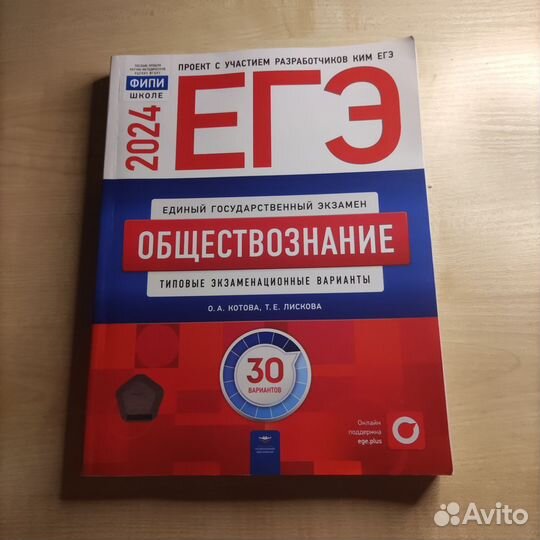 ПРОЕКТ С УЧАСТИЕМ РАЗРАБОТЧИКОВ КИМ ЕГЭ
ФИПИ
ШКОЛЕ
2024
ЕГЭ
ЕДИНЫЙ ГОСУДАРСТВЕННЫЙ ЭКЗАМЕН
ОБЩЕСТВОЗНАНИЕ
ТИПОВЫЕ ЭКЗАМЕНАЦИОННЫЕ ВАРИАНТЫ
О. А. КОТОВА, Т. Е. ЛИСКОВА
30
ВАРИАНТОВ
Онлайн
поддержка
ege.plus
Avito